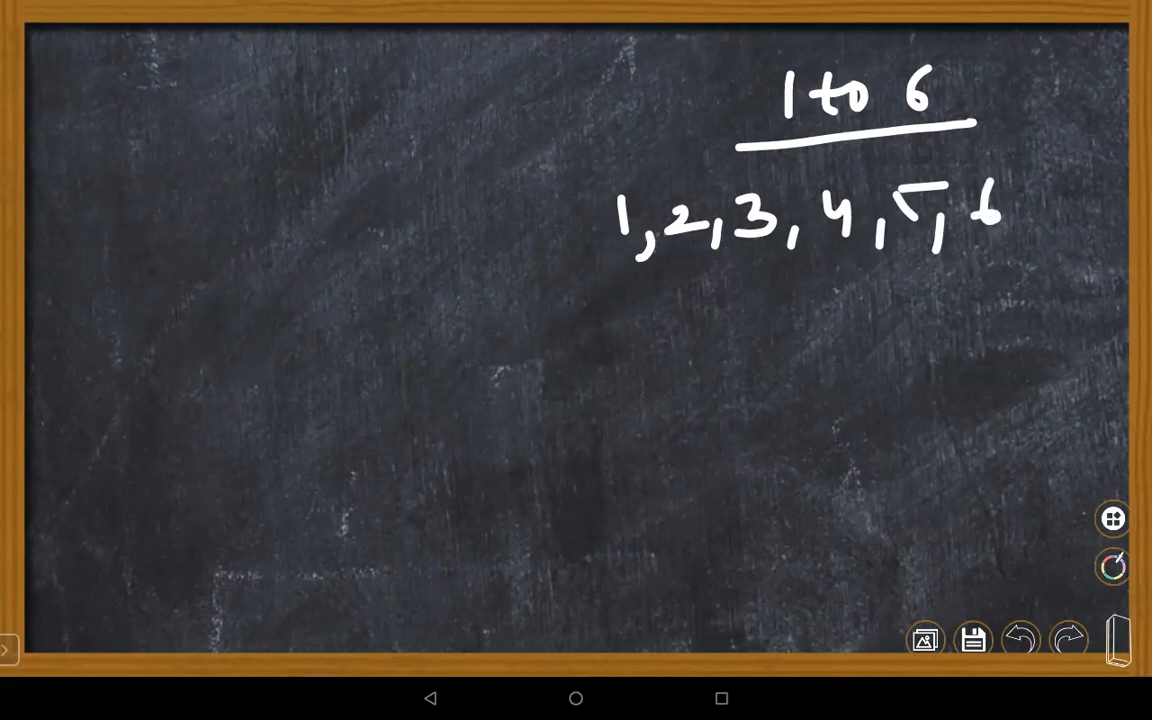 1 to 6
1, 2, 3, 4, 5, 6